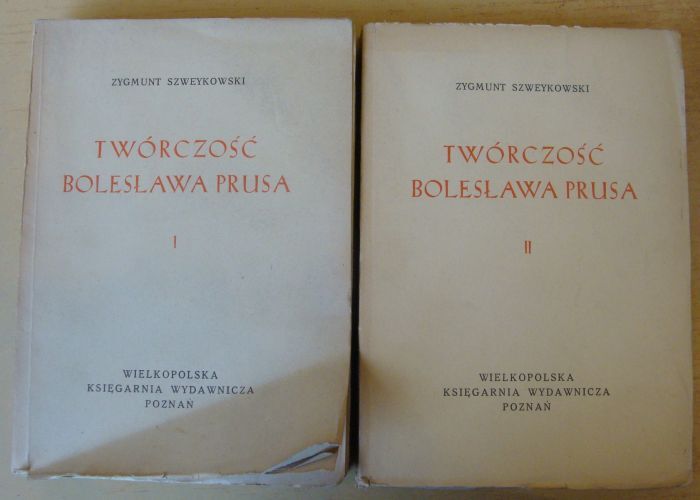 ZYGMUNT SZWEYKOWSKI
TWÓRCZOŚĆ
BOLESŁAWA PRUSA
I
WIELKOPOLSKA
KSIĘGARNIA WYDAWNICZA
POZNAŃ
ZYGMUNT SZWEYKOWSKI
TWÓRCZOŚĆ
BOLESŁAWA PRUSA
II
WIELKOPOLSKA
KSIĘGARNIA WYDAWNICZA
POZNAŃ